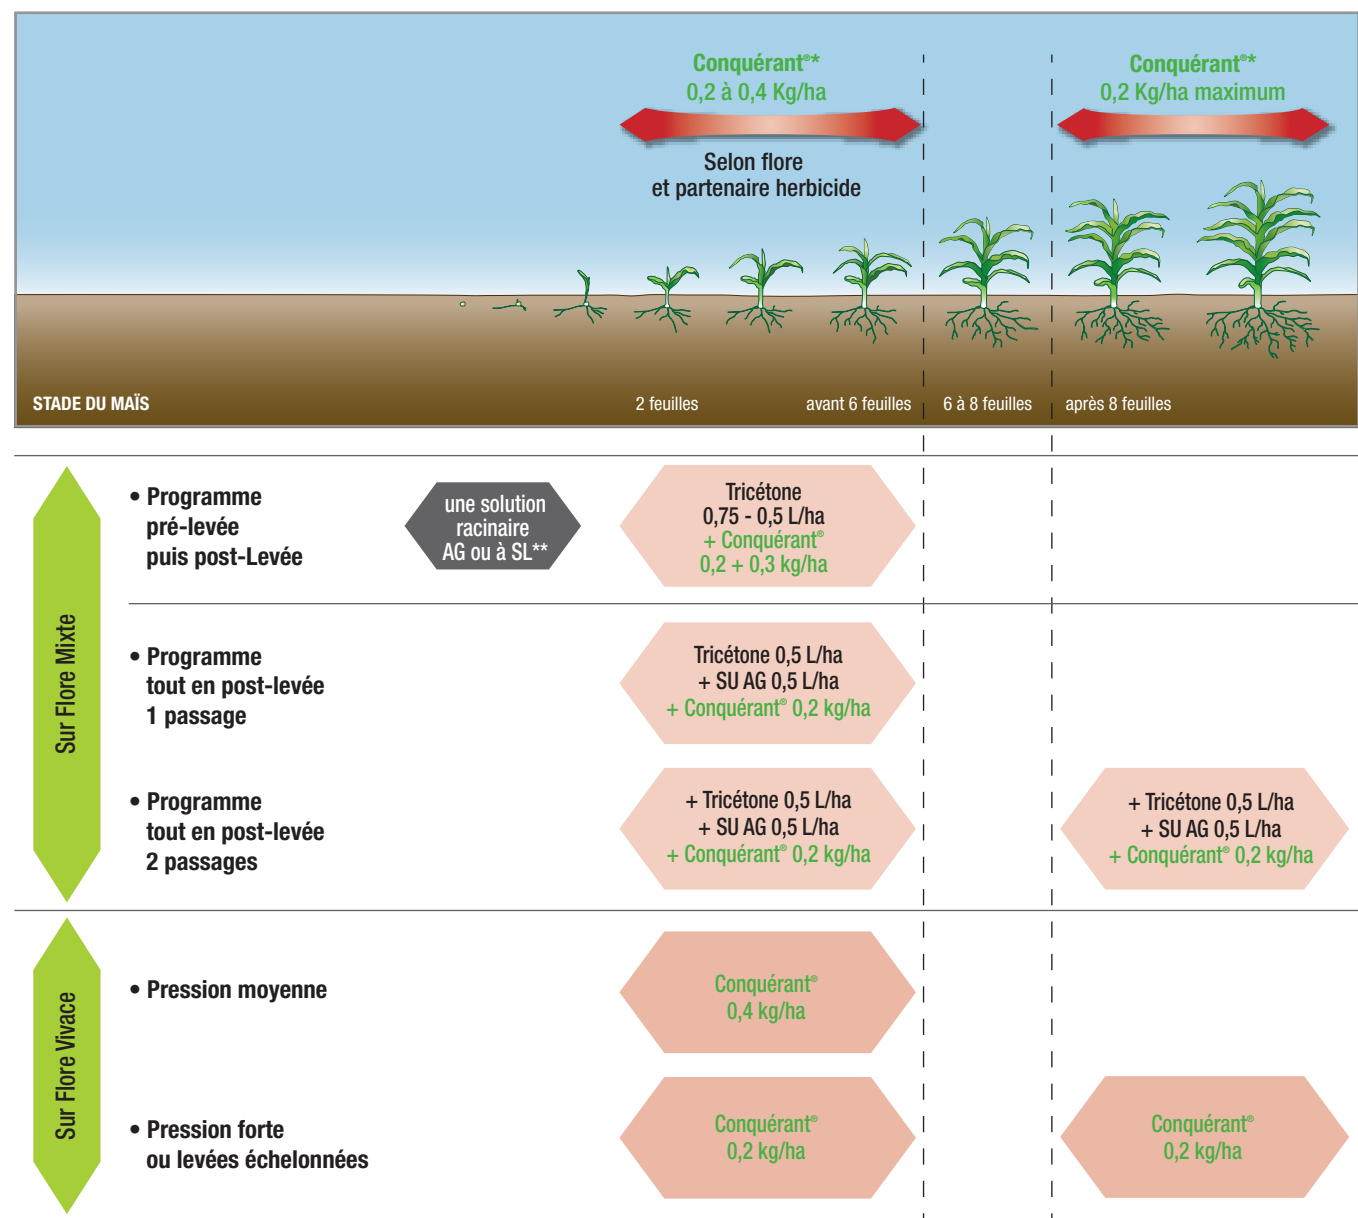 Conquérant®*
0,2 à 0,4 Kg/ha
Selon flore
et partenaire herbicide
Conquérant®*
0,2 Kg/ha maximum
STADE DU MAÏS
2 feuilles
avant 6 feuilles
6 à 8 feuilles
après 8 feuilles
Sur Flore Mixte
• Programme
pré-levée
puis post-Levée
une solution
racinaire
AG ou à SL**
Tricétone
0,75 - 0,5 L/ha
+ Conquérant®
0,2 + 0,3 kg/ha
• Programme
tout en post-levée
1 passage
Tricétone 0,5 L/ha
+ SU AG 0,5 L/ha
+ Conquérant® 0,2 kg/ha
• Programme
tout en post-levée
2 passages
+ Tricétone 0,5 L/ha
+ SU AG 0,5 L/ha
+ Conquérant® 0,2 kg/ha
+ Tricétone 0,5 L/ha
+ SU AG 0,5 L/ha
+ Conquérant® 0,2 kg/ha
Sur Flore Vivace
• Pression moyenne
Conquérant®
0,4 kg/ha
• Pression forte
ou levées échelonnées
Conquérant®
0,2 kg/ha
Conquérant®
0,2 kg/ha